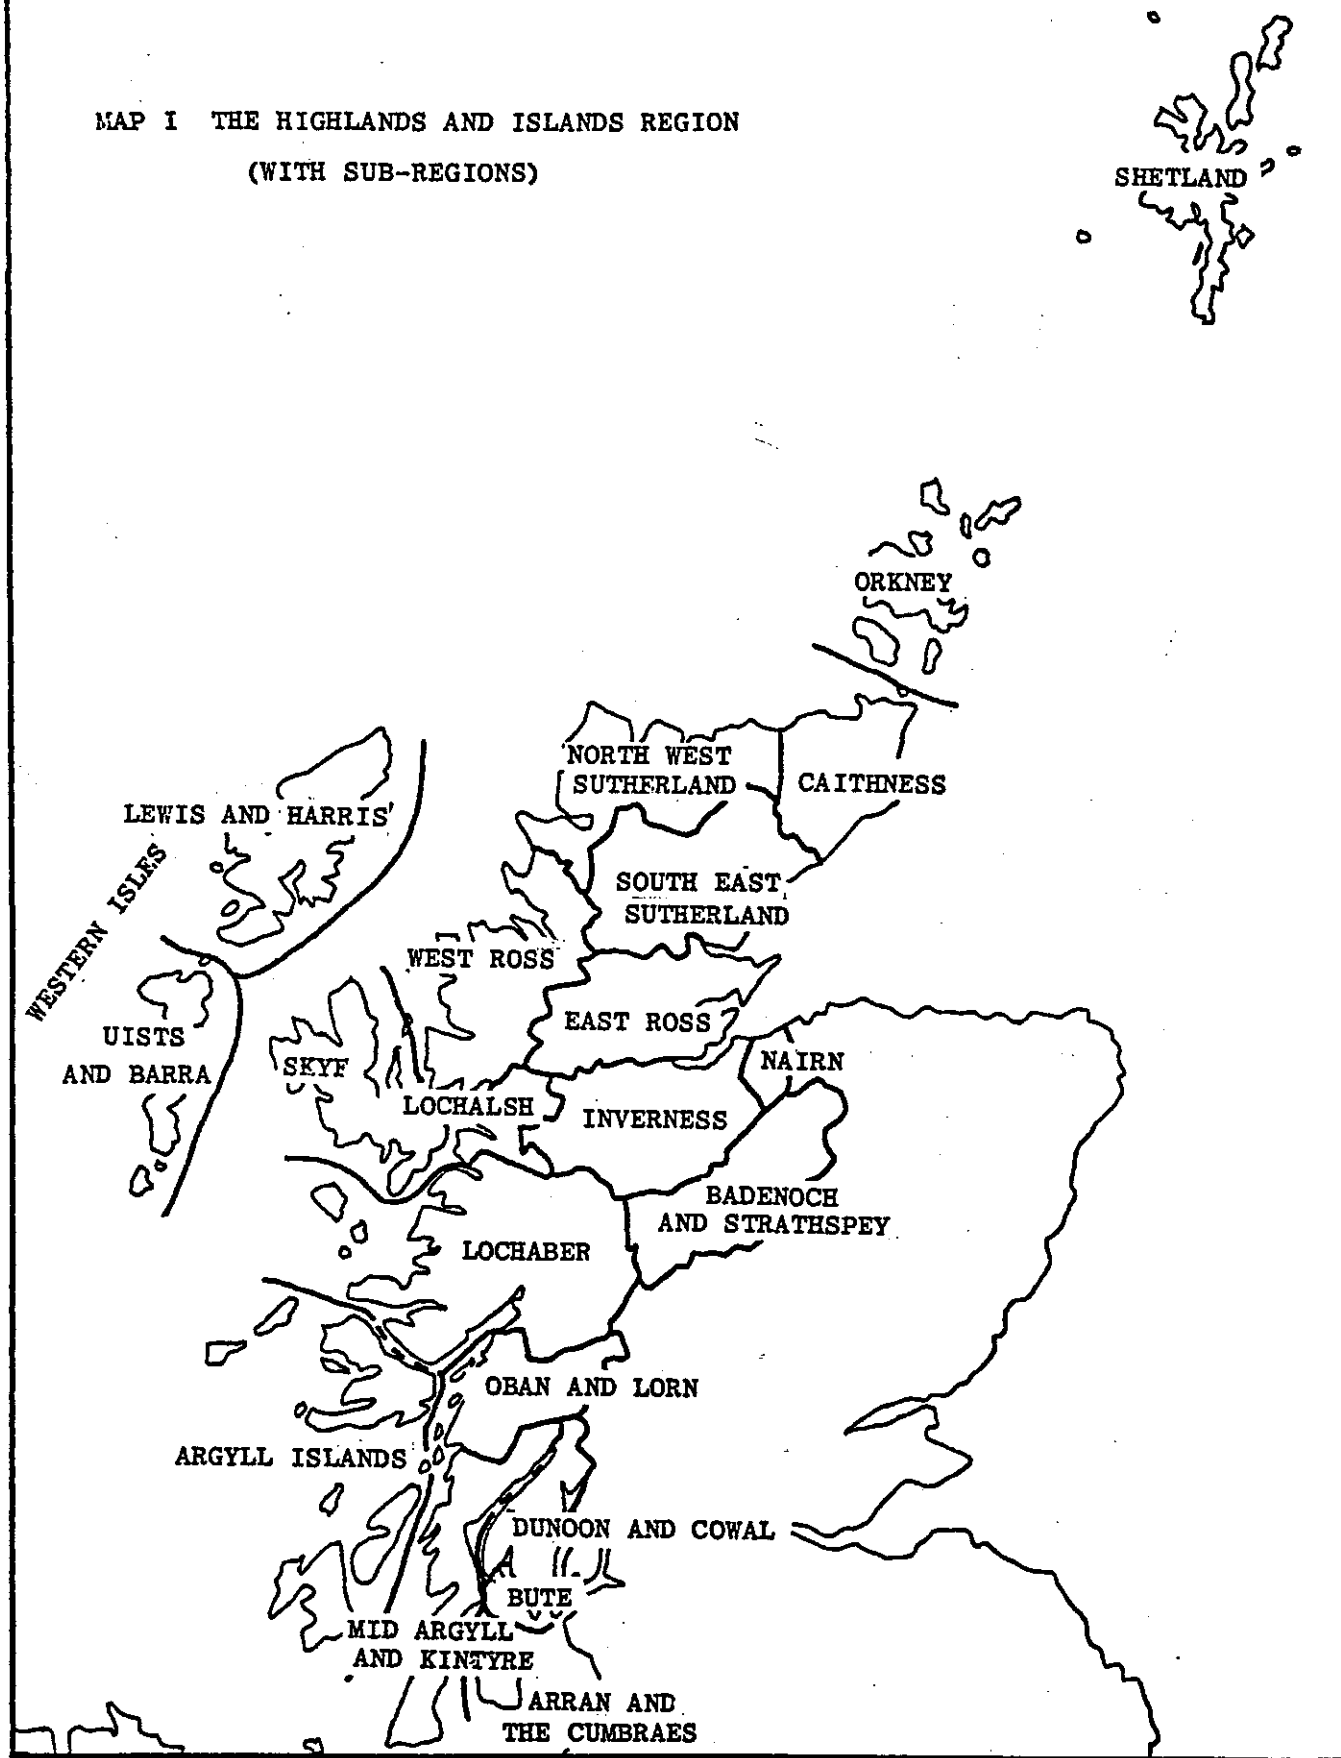 MAP I THE HIGHLANDS AND ISLANDS REGION
(WITH SUB-REGIONS)
SHETLAND
ORKNEY
NORTH WEST
SUTHERLAND
CAITHNESS
LEWIS AND HARRIS
WESTERN ISLES
SOUTH EAST
SUTHERLAND
WEST ROSS
EAST ROSS
UISTS
AND BARRA
SKYE
NAIRN
LOCHALSH
INVERNESS
BADENOCH
AND STRATHSPEY
LOCHABER
OBAN AND LORN
ARGYLL ISLANDS
DUNOON AND COWAL
BUTE
MID ARGYLL
AND KINTYRE
ARRAN AND
THE CUMBRAES